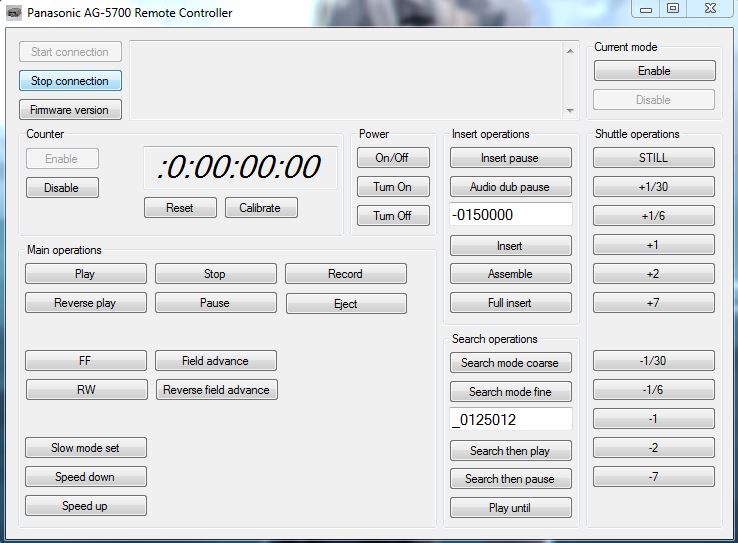 Panasonic AG-5700 Remote Controller
Start connection
Stop connection
Firmware version
Current mode
Enable
Disable
Counter
Enable
Disable
:0:00:00:00
Reset
Calibrate
Power
On/Off
Turn On
Turn Off
Insert operations
Insert pause
Audio dub pause
-0150000
Insert
Assemble
Full insert
Shuttle operations
STILL
+1/30
+1/6
+1
+2
+7
-1/30
-1/6
-1
-2
-7
Main operations
Play
Stop
Record
Reverse play
Pause
Eject
FF
Field advance
RW
Reverse field advance
Slow mode set
Speed down
Speed up
Search operations
Search mode coarse
Search mode fine
_0125012
Search then play
Search then pause
Play until